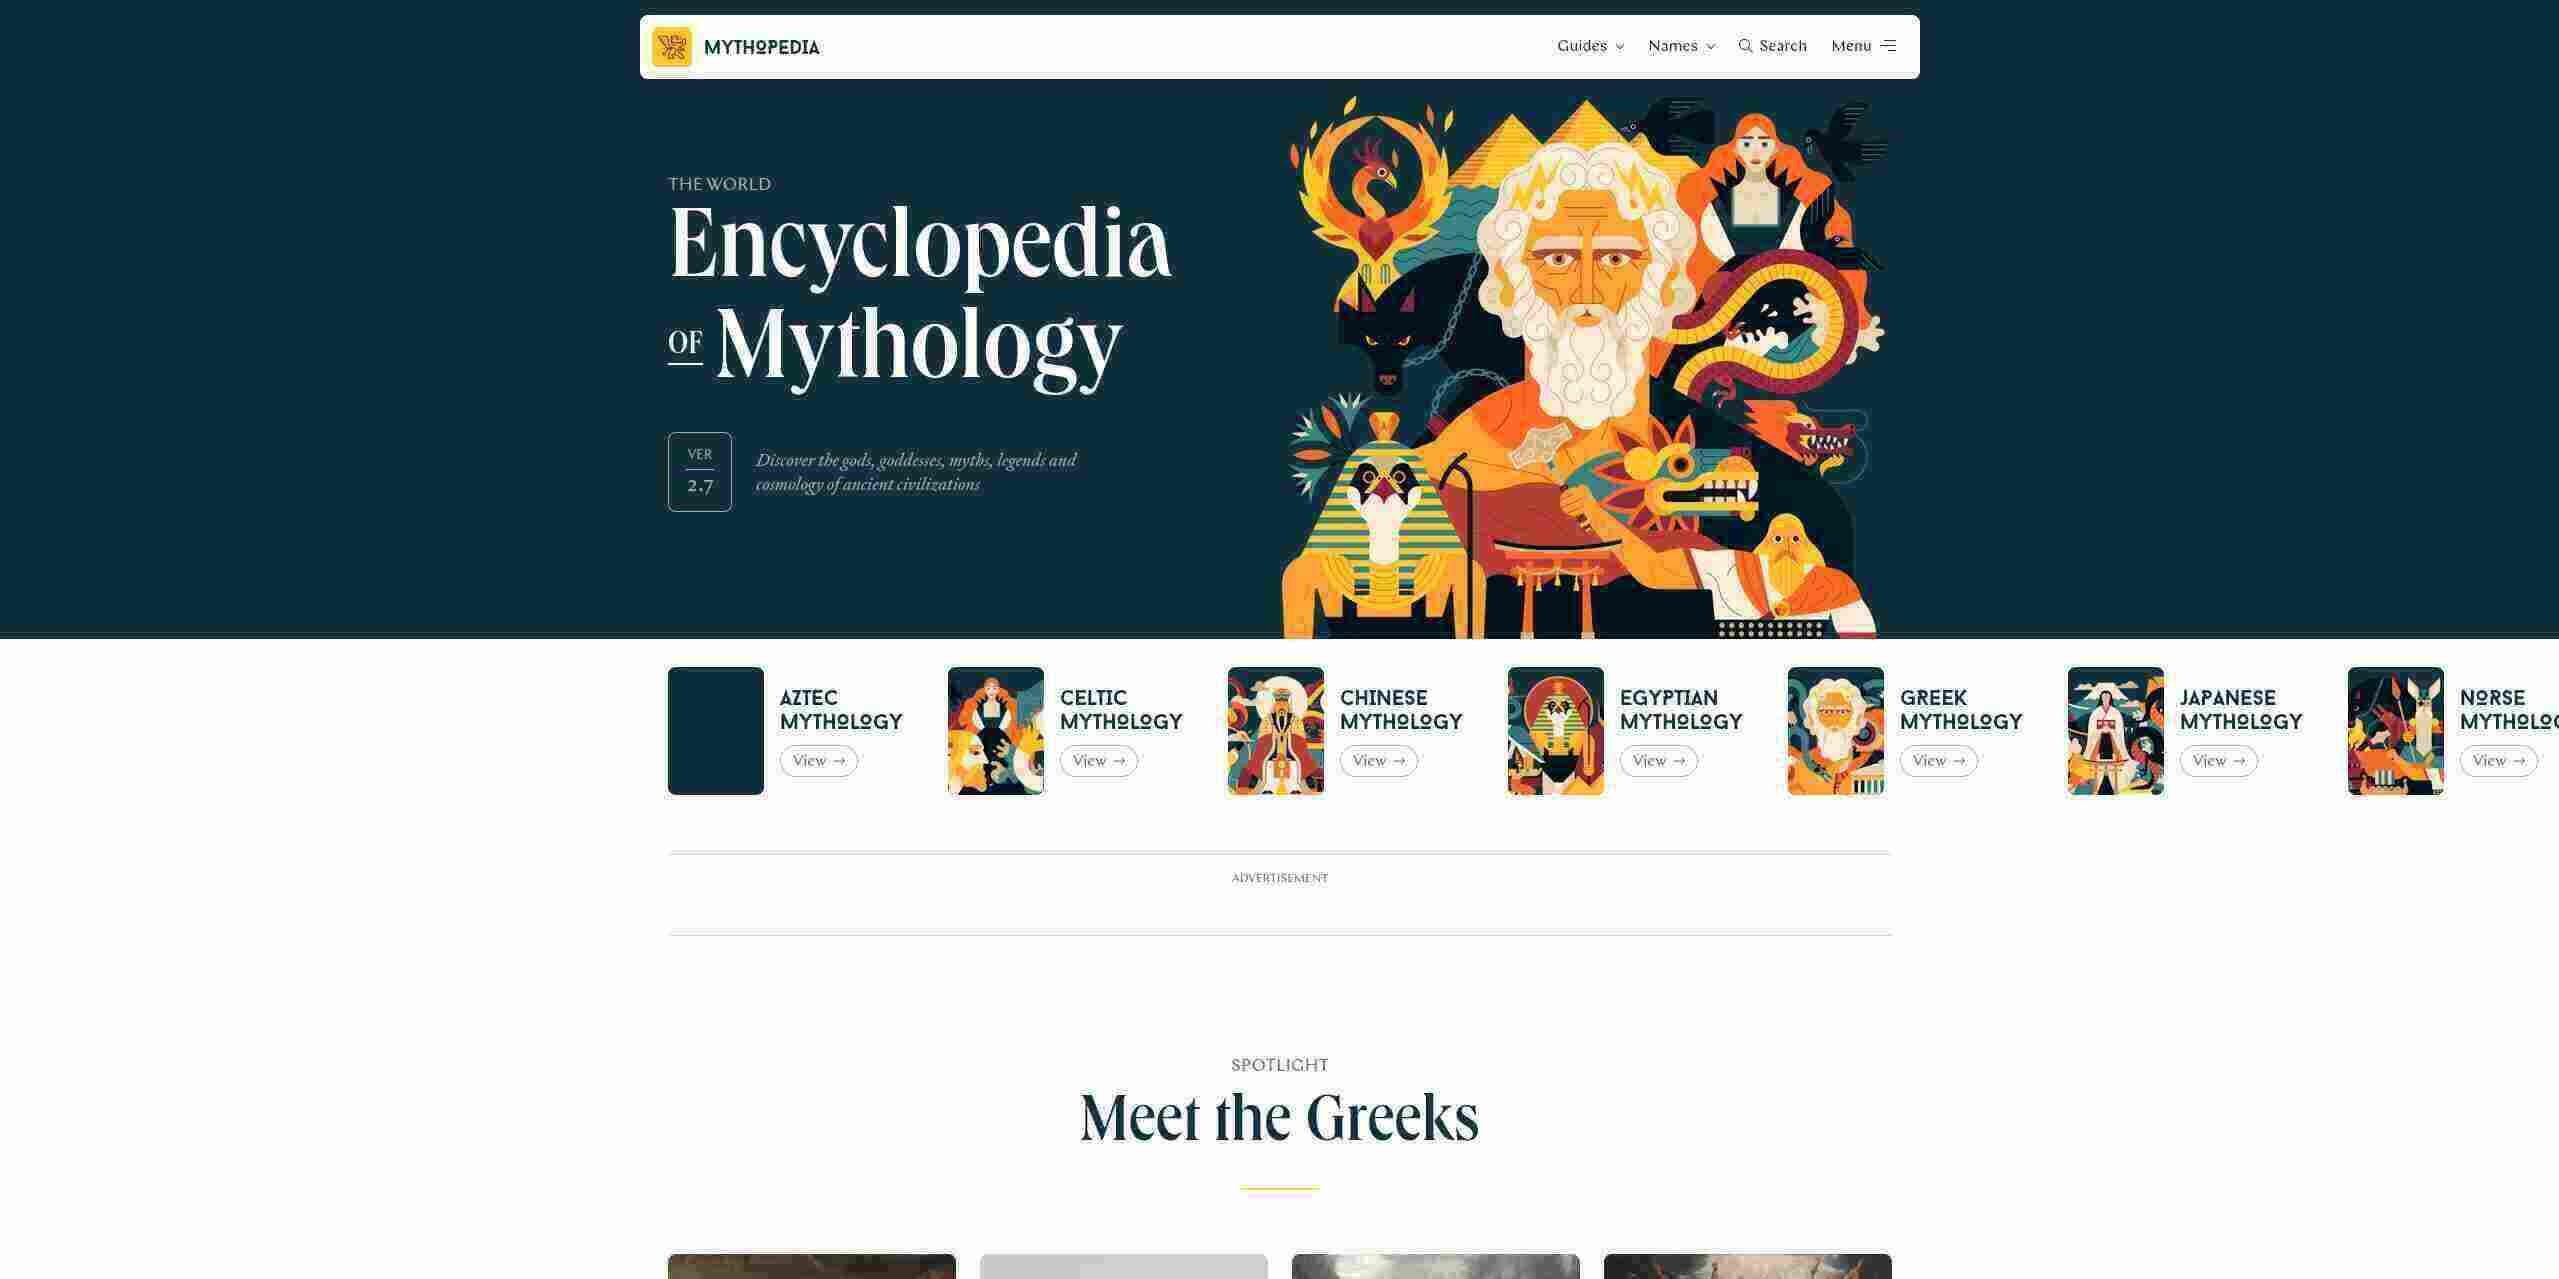 MYTHOPEDIA
Guides
Names
Search
Menu
THE WORLD
Encyclopedia
OF Mythology
VER
2.7
Discover the gods, goddesses, myths, legends and
cosmology of ancient civilizations
AZTEC
MYTHOLOGY
View →
CELTIC
MYTHOLOGY
View →
CHINESE
MYTHOLOGY
View →
EGYPTIAN
MYTHOLOGY
View →
GREEK
MYTHOLOGY
View →
JAPANESE
MYTHOLOGY
View →
NORSE
MYTHOLO
View →
ADVERTISEMENT
SPOTLIGHT
Meet the Greeks